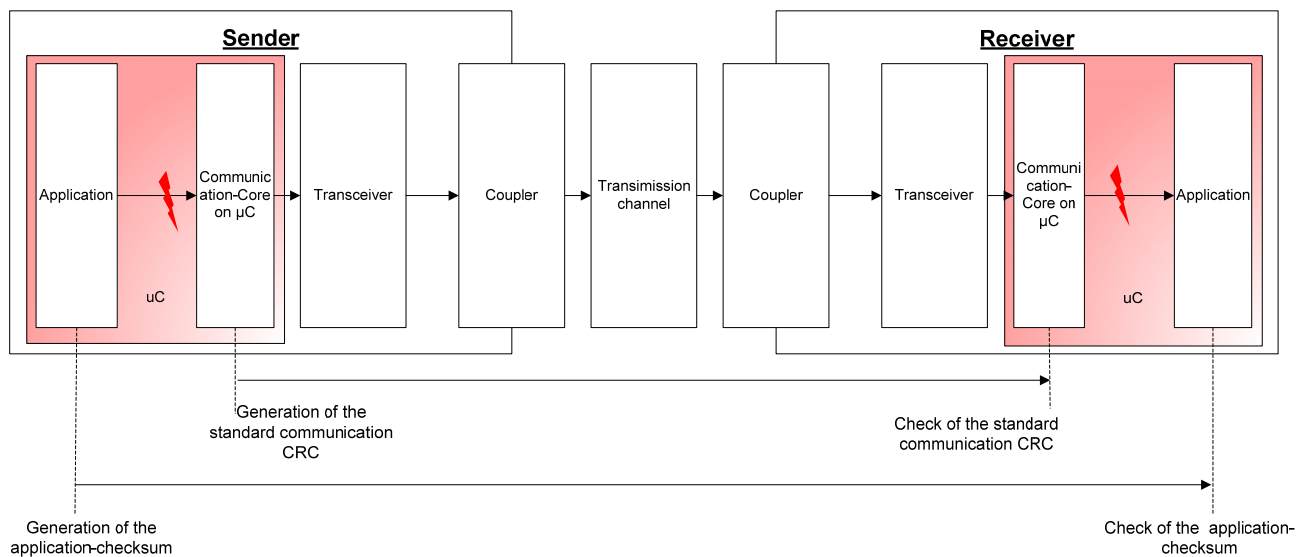 Sender
Receiver
Application
Communic
ation-Core
on µC
Transceiver
Coupler
Transimission
channel
Coupler
Transceiver
Communi
cation-
Core on
µC
Application
uC
uC
Generation of the
standard communication
CRC
Check of the standard
communication CRC
Generation of the
application-checksum
Check of the application-
checksum